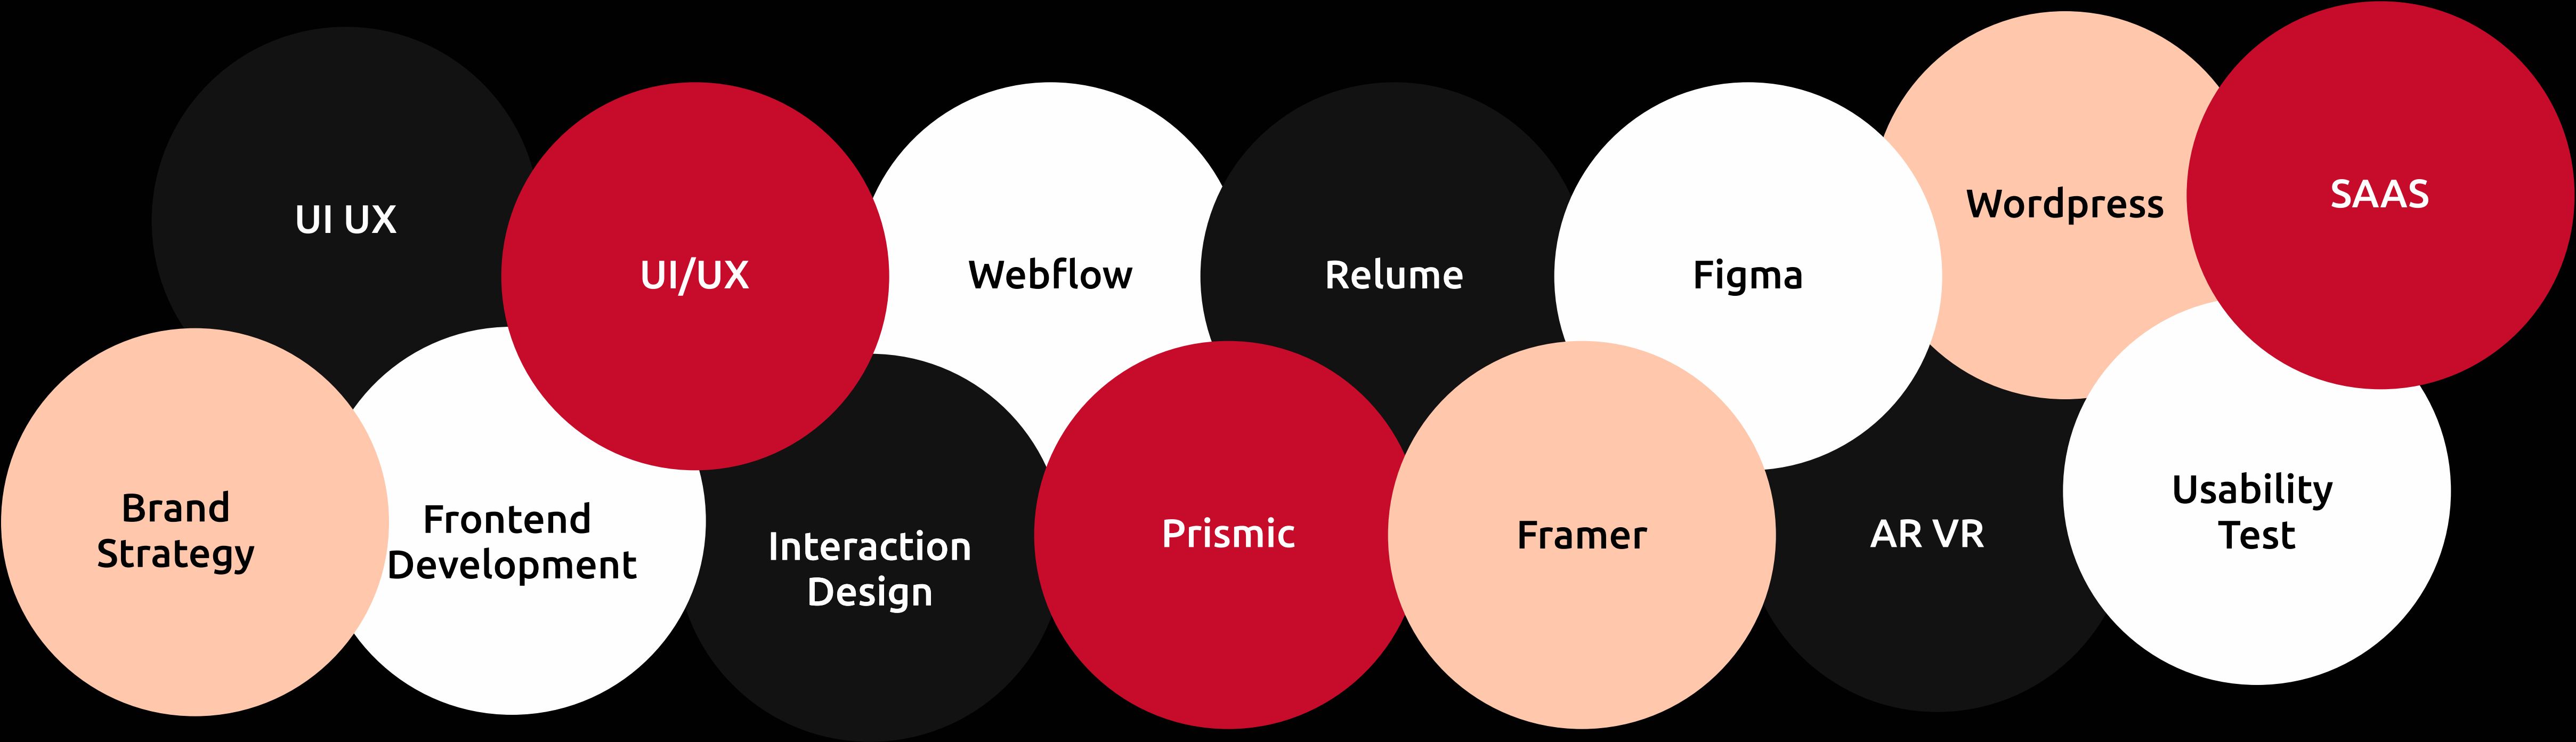 UI UX
UI/UX
Webflow
Relume
Figma
Wordpress
SAAS
Brand
Strategy
Frontend
Development
Interaction
Design
Prismic
Framer
AR VR
Usability
Test